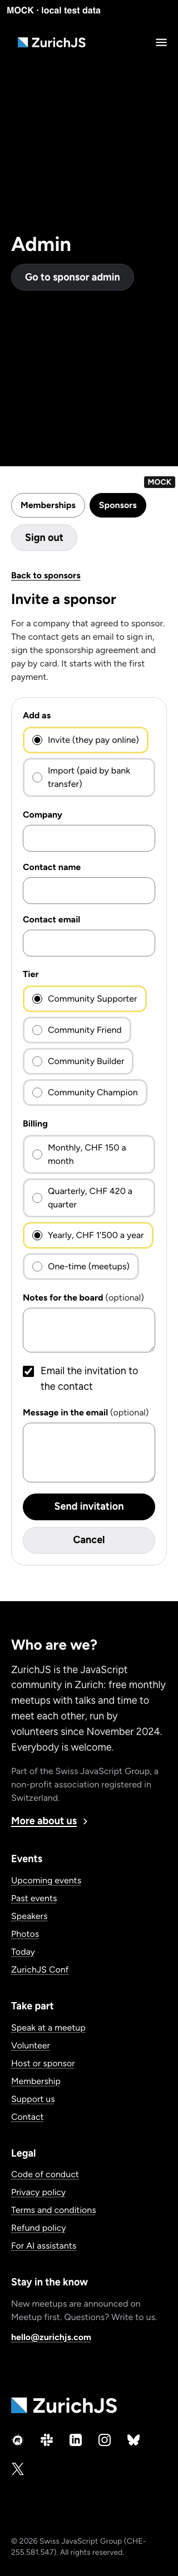 MOCK · local test data
ZurichJS
Admin
Go to sponsor admin
MOCK
Memberships
Sponsors
Sign out
Back to sponsors
Invite a sponsor
For a company that agreed to sponsor.
The contact gets an email to sign in,
sign the sponsorship agreement and
pay by card. It starts with the first
payment.
Add as
Invite (they pay online)
Import (paid by bank
transfer)
Company
Contact name
Contact email
Tier
Community Supporter
Community Friend
Community Builder
Community Champion
Billing
Monthly, CHF 150 a
month
Quarterly, CHF 420 a
quarter
Yearly, CHF 1'500 a year
One-time (meetups)
Notes for the board (optional)
Email the invitation to
the contact
Message in the email (optional)
Send invitation
Cancel
Who are we?
ZurichJS is the JavaScript
community in Zurich: free monthly
meetups with talks and time to
meet each other, run by
volunteers since November 2024.
Everybody is welcome.
Part of the Swiss JavaScript Group, a
non-profit association registered in
Switzerland.
More about us
Events
Upcoming events
Past events
Speakers
Photos
Today
ZurichJS Conf
Take part
Speak at a meetup
Volunteer
Host or sponsor
Membership
Support us
Contact
Legal
Code of conduct
Privacy policy
Terms and conditions
Refund policy
For AI assistants
Stay in the know
New meetups are announced on
Meetup first. Questions? Write to us.
hello@zurichjs.com
ZurichJS
© 2026 Swiss JavaScript Group (CHE-
255.581.547). All rights reserved.